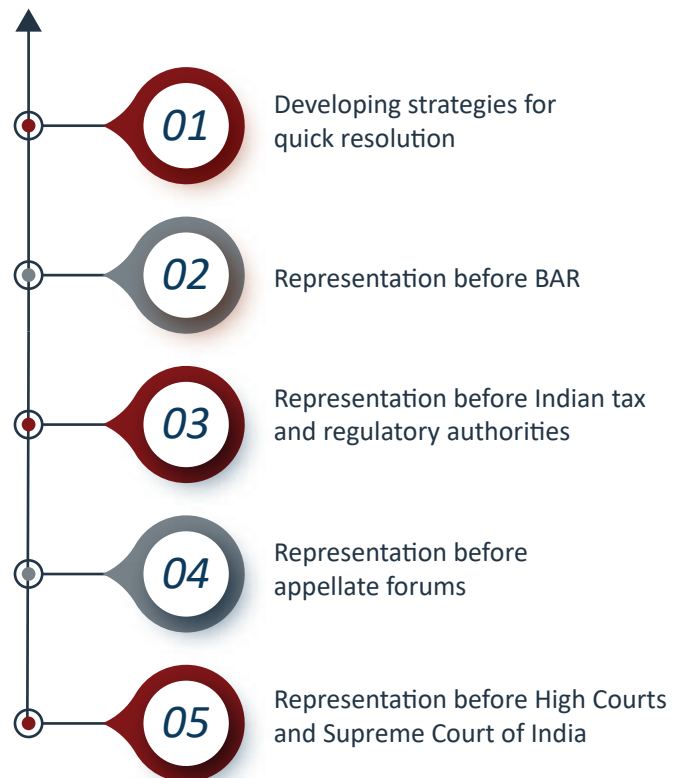 01
Developing strategies for
quick resolution
02
Representation before BAR
03
Representation before Indian tax
and regulatory authorities
04
Representation before
appellate forums
05
Representation before High Courts
and Supreme Court of India